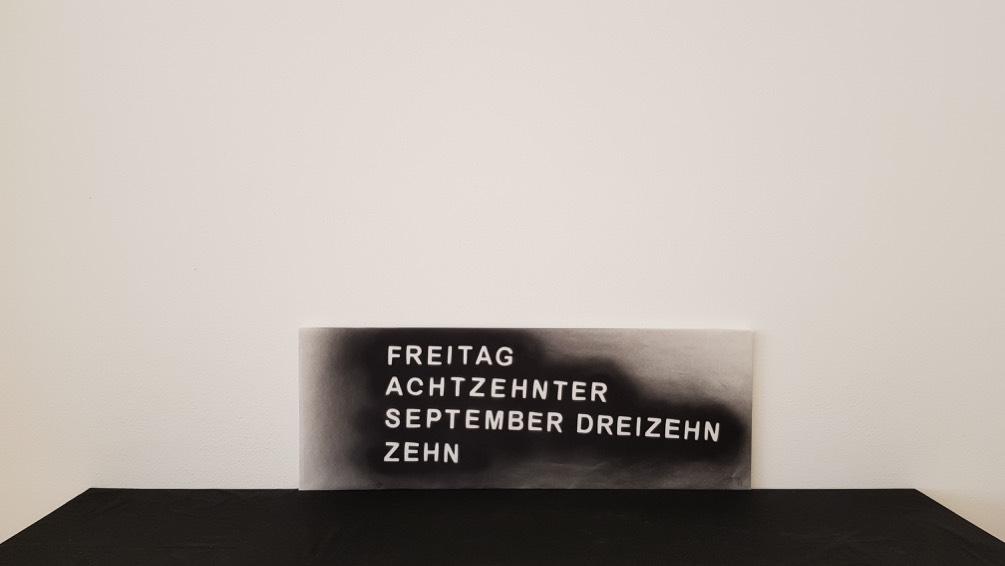 FREITAG
ACHTZEHNTER
SEPTEMBER DREIZEHN
ZEHN